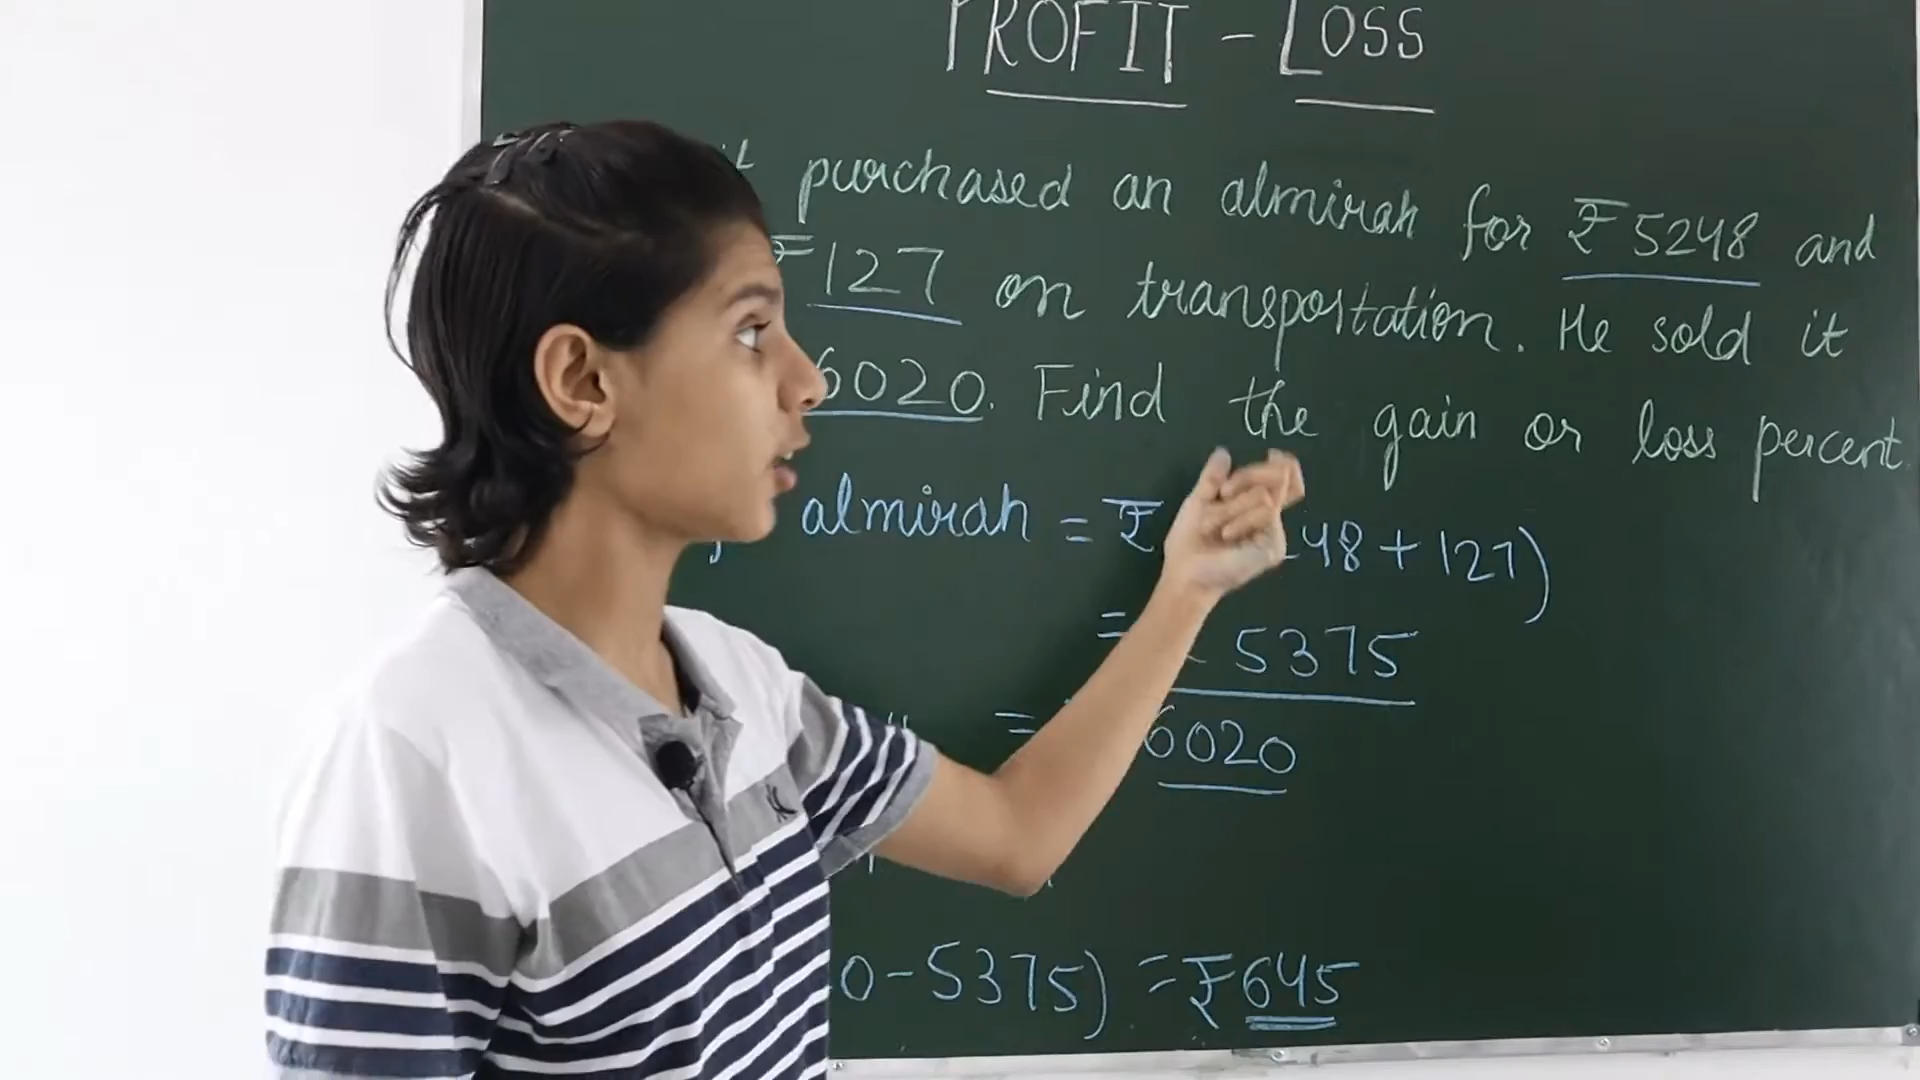 PROFIT - LOSS
purchased an almirah for ₹5248 and
₹127 on transportation. He sold it
6020. Find the gain or loss percent.
almirah = ₹ 48 + 127)
= 5375
= 6020
0 - 5375) = ₹645